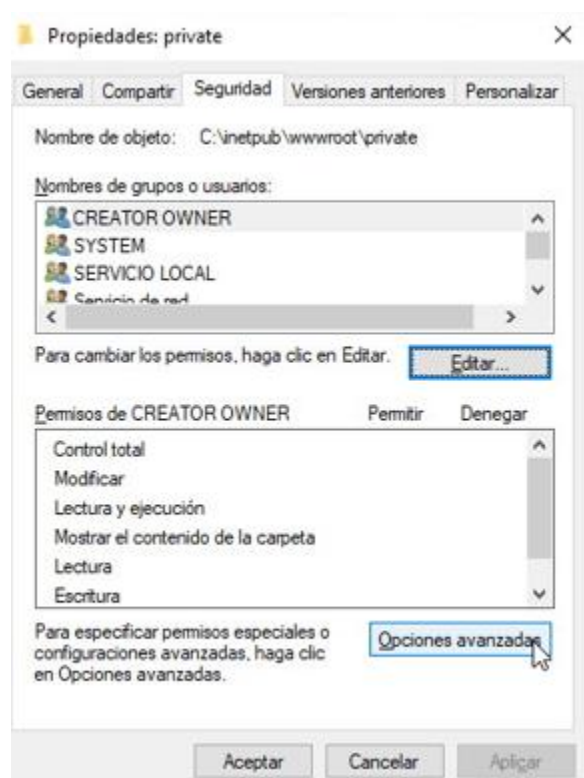 Propiedades: private
General Compartir Seguridad Versiones anteriores Personalizar
Nombre de objeto: C:\inetpub\wwwroot\private
Nombres de grupos o usuarios:
CREATOR OWNER
SYSTEM
SERVICIO LOCAL
Servicio de red
Para cambiar los permisos, haga clic en Editar. Editar...
Permisos de CREATOR OWNER Permitir Denegar
Control total
Modificar
Lectura y ejecución
Mostrar el contenido de la carpeta
Lectura
Escritura
Para especificar permisos especiales o
configuraciones avanzadas, haga clic
en Opciones avanzadas.
Opciones avanzadas
Aceptar Cancelar Aplicar